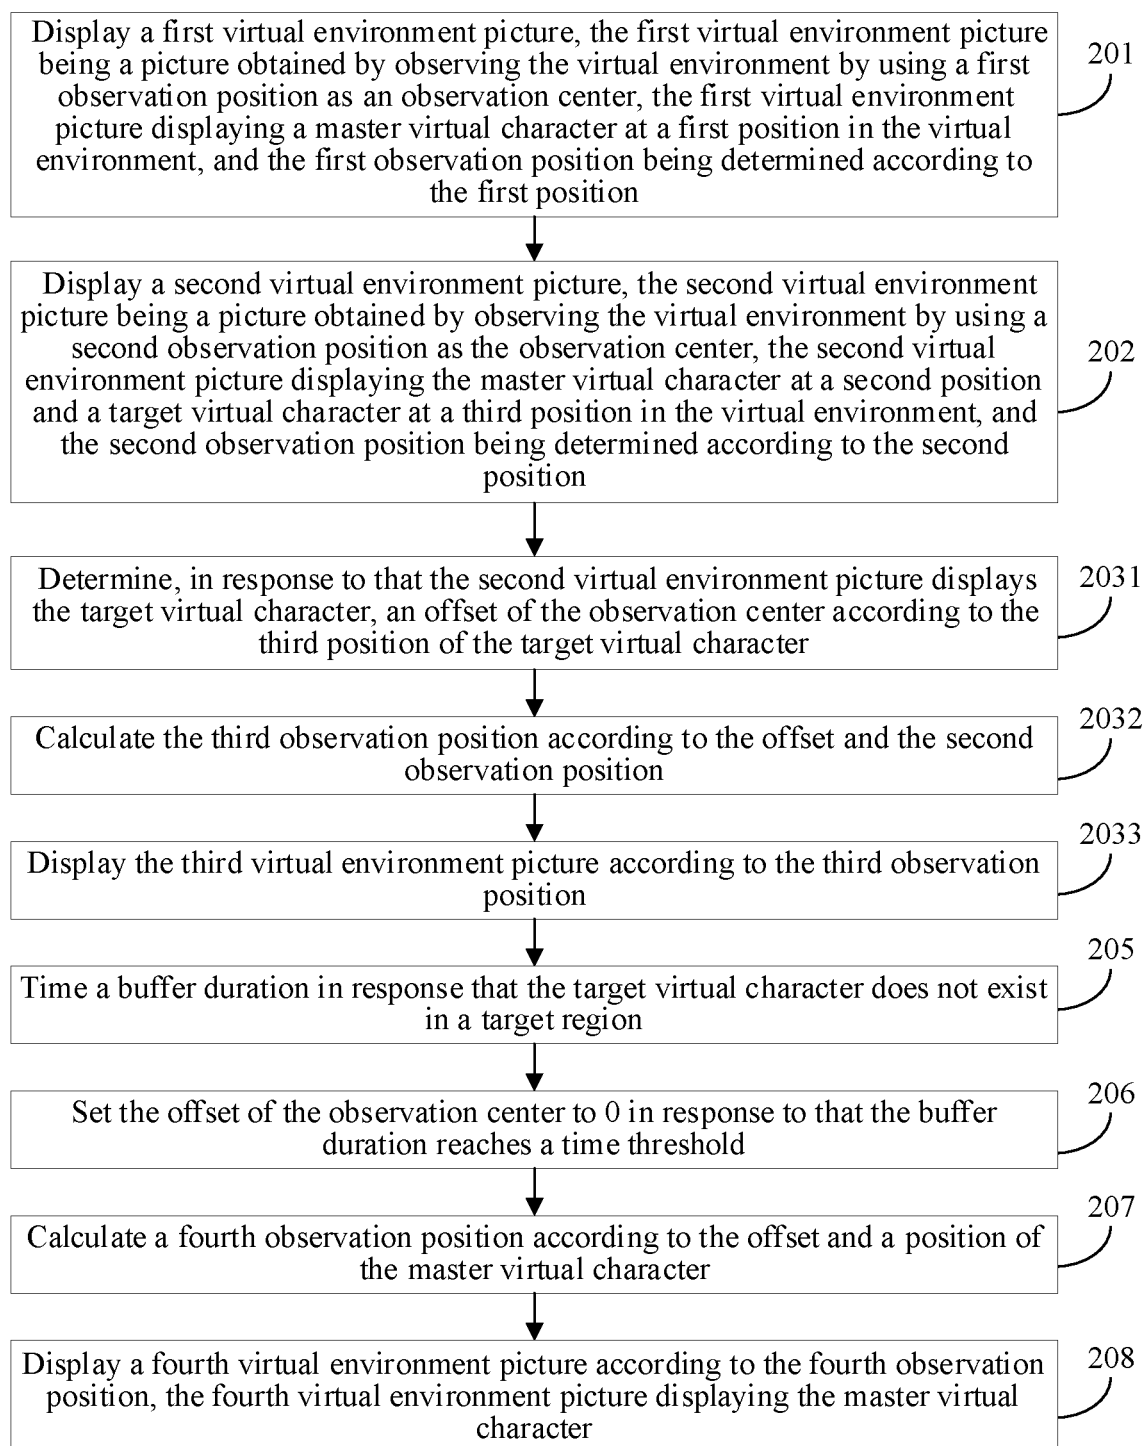 Display a first virtual environment picture, the first virtual environment picture
being a picture obtained by observing the virtual environment by using a first
observation position as an observation center, the first virtual environment
picture displaying a master virtual character at a first position in the virtual
environment, and the first observation position being determined according to
the first position
201
Display a second virtual environment picture, the second virtual environment
picture being a picture obtained by observing the virtual environment by using a
second observation position as the observation center, the second virtual
environment picture displaying the master virtual character at a second position
and a target virtual character at a third position in the virtual environment, and
the second observation position being determined according to the second
position
202
Determine, in response to that the second virtual environment picture displays
the target virtual character, an offset of the observation center according to the
third position of the target virtual character
2031
Calculate the third observation position according to the offset and the second
observation position
2032
Display the third virtual environment picture according to the third observation
position
2033
Time a buffer duration in response that the target virtual character does not exist
in a target region
205
Set the offset of the observation center to 0 in response to that the buffer
duration reaches a time threshold
206
Calculate a fourth observation position according to the offset and a position of
the master virtual character
207
Display a fourth virtual environment picture according to the fourth observation
position, the fourth virtual environment picture displaying the master virtual
character
208